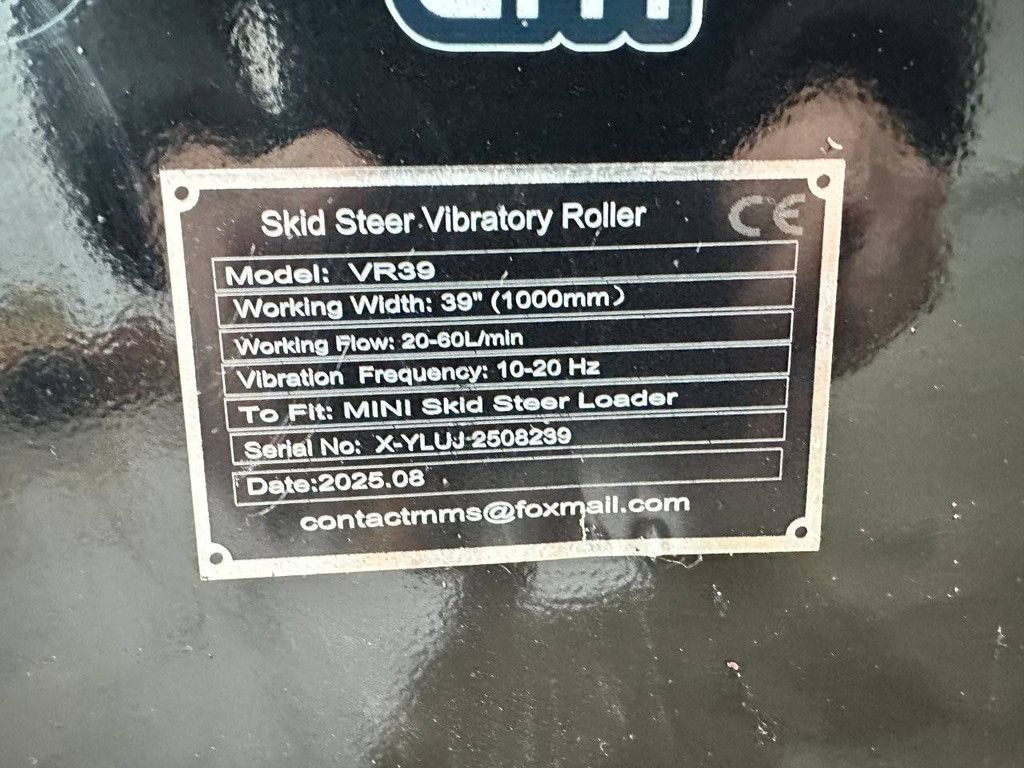 Skid Steer Vibratory Roller CE
Model: VR39
Working Width: 39" (1000mm)
Working Flow: 20-60L/min
Vibration Frequency: 10-20 Hz
To Fit: MINI Skid Steer Loader
Serial No: X-YLUJ-2508239
Date:2025.08
contactmms@foxmail.com